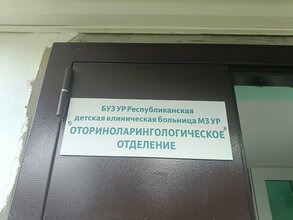 БУЗ УР Республиканская
детская клиническая больница МЗ УР
ОТОРИНОЛАРИНГОЛОГИЧЕСКОЕ
ОТДЕЛЕНИЕ